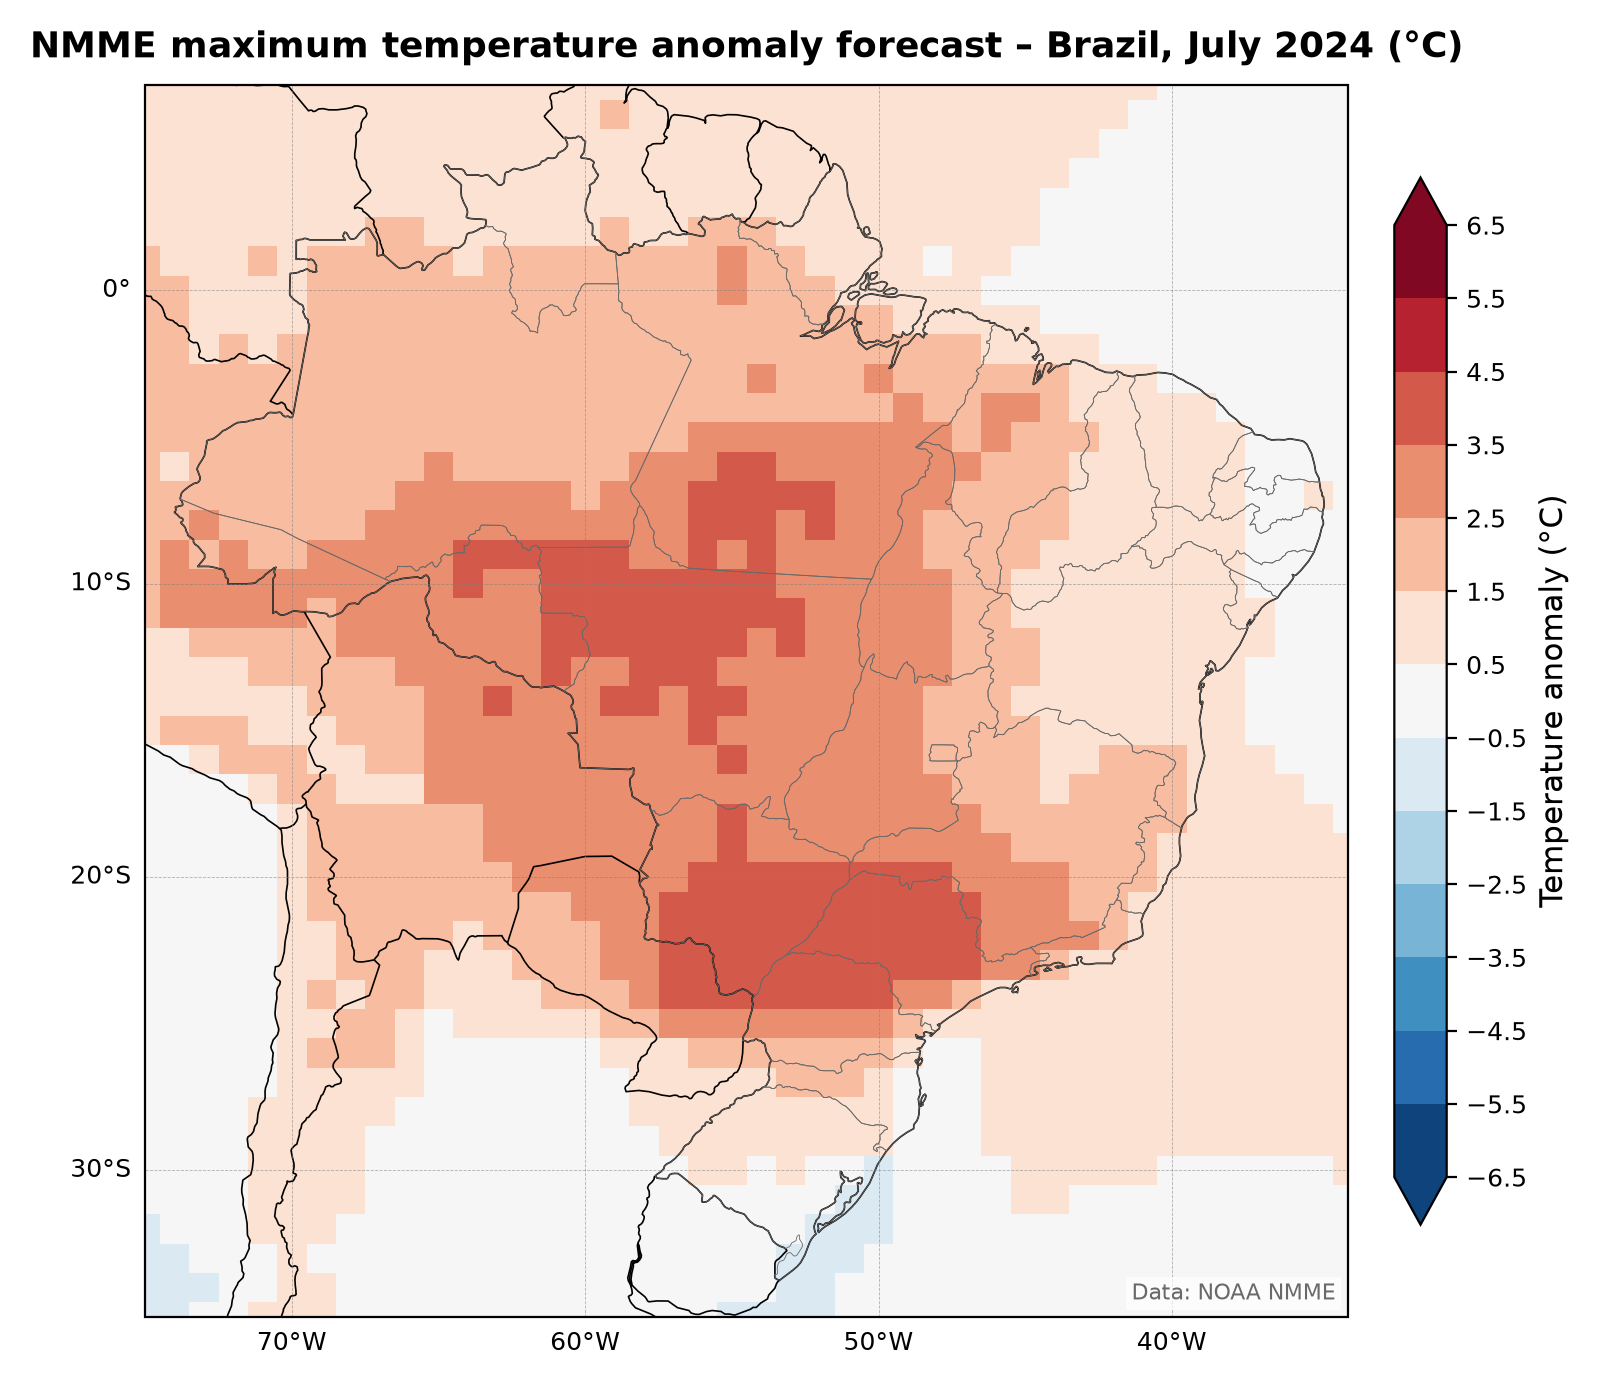 NMME maximum temperature anomaly forecast – Brazil, July 2024 (°C)
0°
10°S
20°S
30°S
70°W
60°W
50°W
40°W
Data: NOAA NMME
6.5
5.5
4.5
3.5
2.5
1.5
0.5
−0.5
−1.5
−2.5
−3.5
−4.5
−5.5
−6.5
Temperature anomaly (°C)